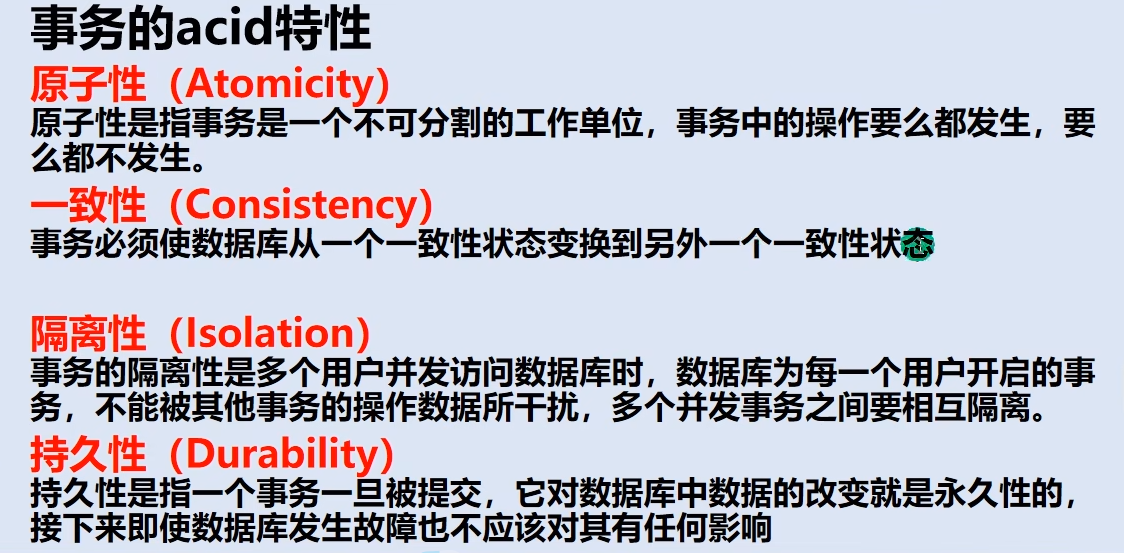 事务的acid特性
原子性（Atomicity）
原子性是指事务是一个不可分割的工作单位，事务中的操作要么都发生，要
么都不发生。
一致性（Consistency）
事务必须使数据库从一个一致性状态变换到另外一个一致性状态
隔离性（Isolation）
事务的隔离性是多个用户并发访问数据库时，数据库为每一个用户开启的事
务，不能被其他事务的操作数据所干扰，多个并发事务之间要相互隔离。
持久性（Durability）
持久性是指一个事务一旦被提交，它对数据库中数据的改变就是永久性的，
接下来即使数据库发生故障也不应该对其有任何影响